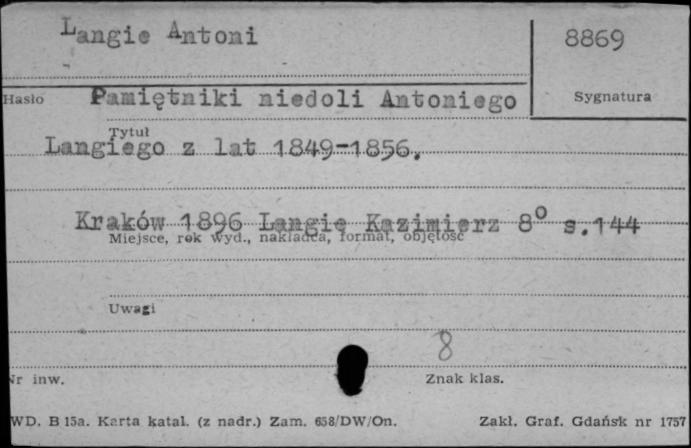 Langie Antoni
8869
Hasło
Pamiętniki niedoli Antoniego
Sygnatura
Tytuł
Langiego z lat 1849-1856.
Kraków 1896 Langie Kazimierz 8° s.144
Miejsce, rok wyd., nakładca, format, objętość
Uwagi
8
Nr inw.
Znak klas.
WD. B 15a. Karta katal. (z nadr.) Zam. 658/DW/On.
Zakł. Graf. Gdańsk nr 1757